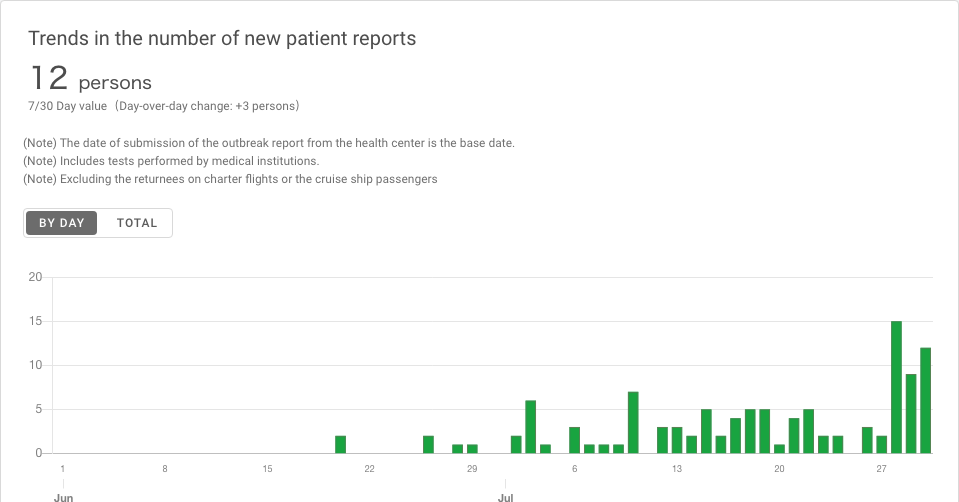 Trends in the number of new patient reports
12 persons
7/30 Day value（Day-over-day change: +3 persons）
(Note) The date of submission of the outbreak report from the health center is the base date.
(Note) Includes tests performed by medical institutions.
(Note) Excluding the returnees on charter flights or the cruise ship passengers
BY DAY TOTAL
20
15
10
5
0
1 8 15 22 29 6 13 20 27
Jun Jul